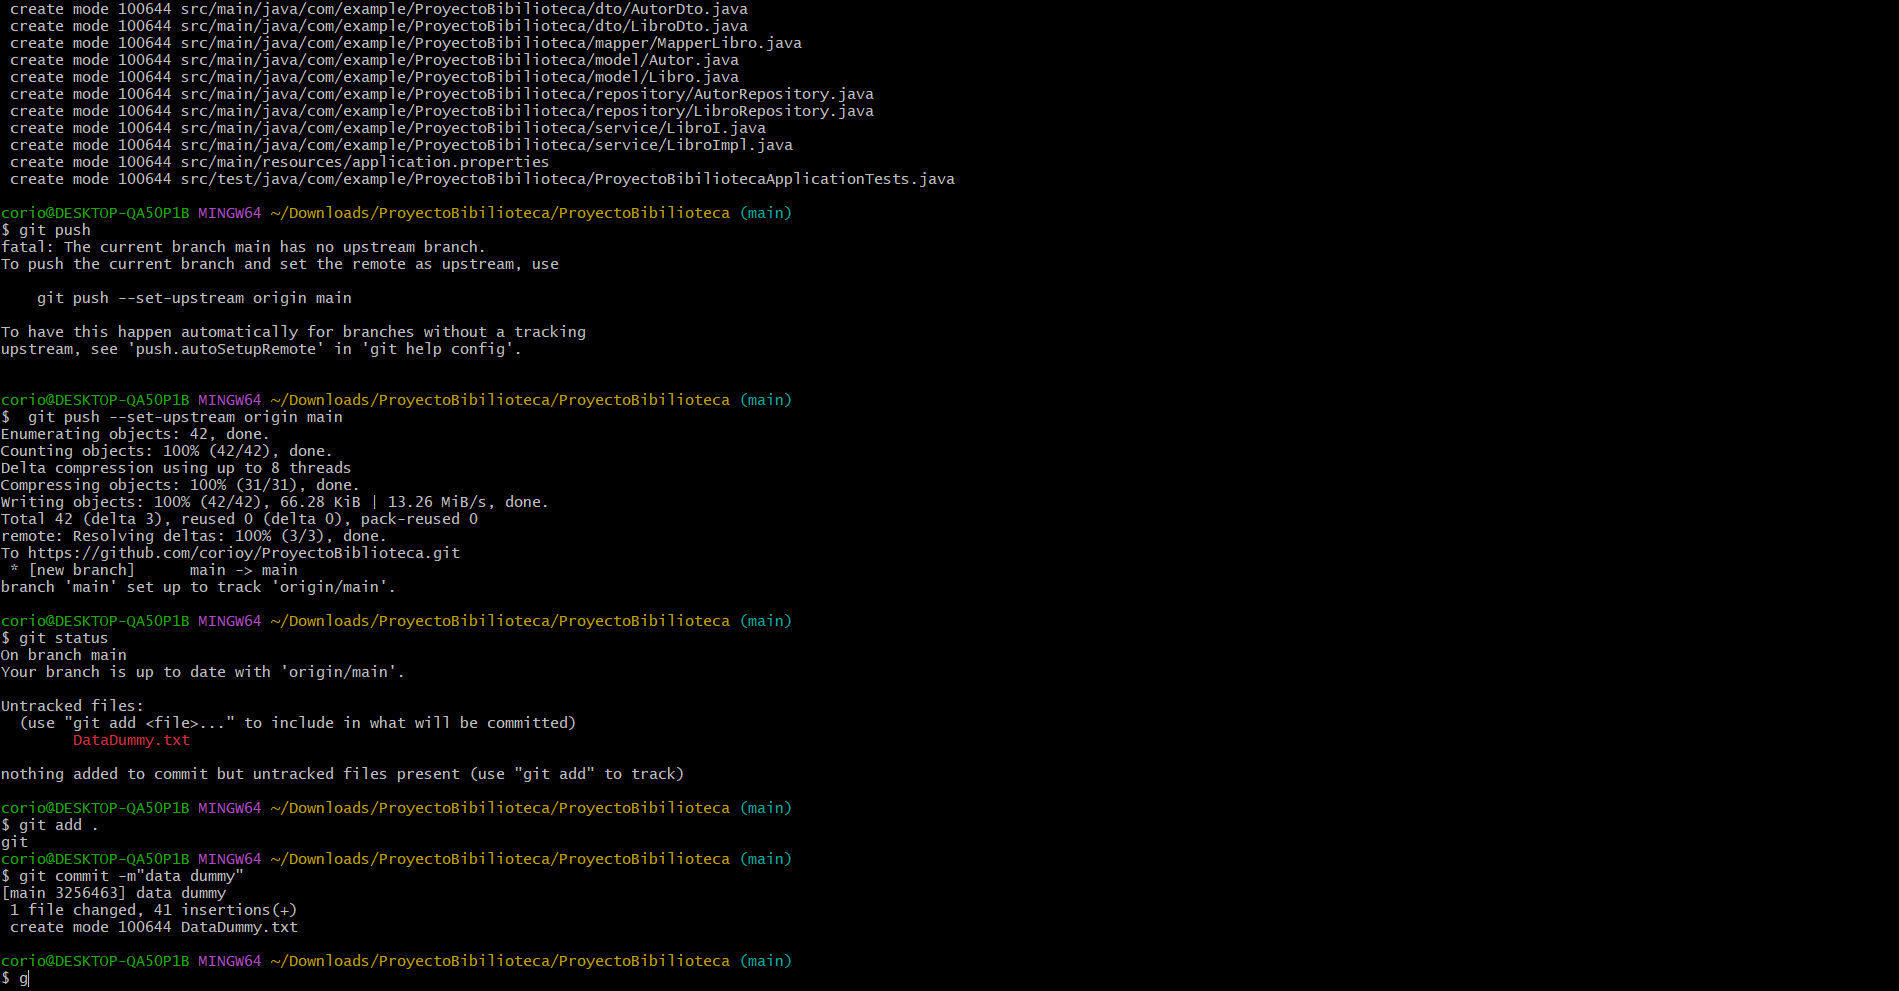 create mode 100644 src/main/java/com/example/ProyectoBibilioteca/dto/AutorDto.java
create mode 100644 src/main/java/com/example/ProyectoBibilioteca/dto/LibroDto.java
create mode 100644 src/main/java/com/example/ProyectoBibilioteca/mapper/MapperLibro.java
create mode 100644 src/main/java/com/example/ProyectoBibilioteca/model/Autor.java
create mode 100644 src/main/java/com/example/ProyectoBibilioteca/model/Libro.java
create mode 100644 src/main/java/com/example/ProyectoBibilioteca/repository/AutorRepository.java
create mode 100644 src/main/java/com/example/ProyectoBibilioteca/repository/LibroRepository.java
create mode 100644 src/main/java/com/example/ProyectoBibilioteca/service/LibroI.java
create mode 100644 src/main/java/com/example/ProyectoBibilioteca/service/LibroImpl.java
create mode 100644 src/main/resources/application.properties
create mode 100644 src/test/java/com/example/ProyectoBibilioteca/ProyectoBibiliotecaApplicationTests.java
corio@DESKTOP-QA5OP1B MINGW64 ~/Downloads/ProyectoBibilioteca/ProyectoBibilioteca (main)
$ git push
fatal: The current branch main has no upstream branch.
To push the current branch and set the remote as upstream, use
git push --set-upstream origin main
To have this happen automatically for branches without a tracking
upstream, see 'push.autoSetupRemote' in 'git help config'.
corio@DESKTOP-QA5OP1B MINGW64 ~/Downloads/ProyectoBibilioteca/ProyectoBibilioteca (main)
$  git push --set-upstream origin main
Enumerating objects: 42, done.
Counting objects: 100% (42/42), done.
Delta compression using up to 8 threads
Compressing objects: 100% (31/31), done.
Writing objects: 100% (42/42), 66.28 KiB | 13.26 MiB/s, done.
Total 42 (delta 3), reused 0 (delta 0), pack-reused 0
remote: Resolving deltas: 100% (3/3), done.
To https://github.com/corioy/ProyectoBiblioteca.git
* [new branch]      main -> main
branch 'main' set up to track 'origin/main'.
corio@DESKTOP-QA5OP1B MINGW64 ~/Downloads/ProyectoBibilioteca/ProyectoBibilioteca (main)
$ git status
On branch main
Your branch is up to date with 'origin/main'.
Untracked files:
(use "git add <file>..." to include in what will be committed)
DataDummy.txt
nothing added to commit but untracked files present (use "git add" to track)
corio@DESKTOP-QA5OP1B MINGW64 ~/Downloads/ProyectoBibilioteca/ProyectoBibilioteca (main)
$ git add .
git
corio@DESKTOP-QA5OP1B MINGW64 ~/Downloads/ProyectoBibilioteca/ProyectoBibilioteca (main)
$ git commit -m"data dummy"
[main 3256463] data dummy
1 file changed, 41 insertions(+)
create mode 100644 DataDummy.txt
corio@DESKTOP-QA5OP1B MINGW64 ~/Downloads/ProyectoBibilioteca/ProyectoBibilioteca (main)
$ g